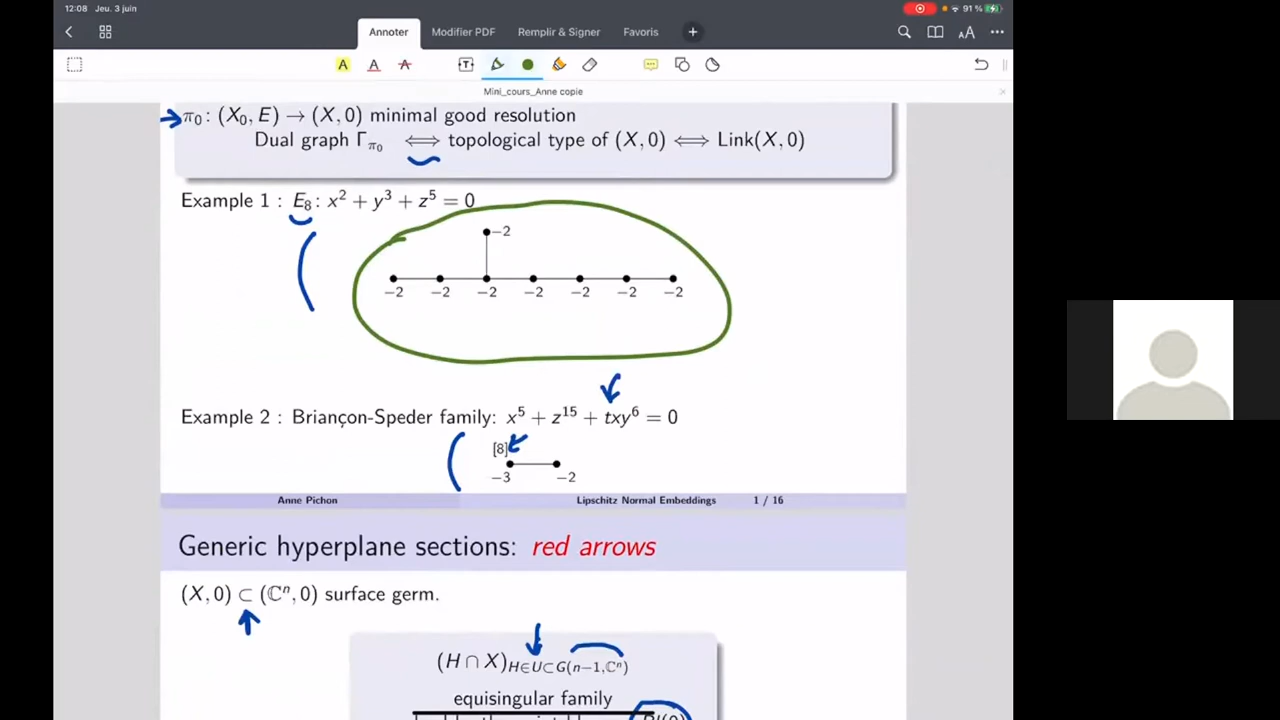 12:08 Jeu. 3 juin
91 %
Annoter Modifier PDF Remplir & Signer Favoris
AA
A A A T
Mini_cours_Anne copie
π₀ : (X₀, E) → (X, 0) minimal good resolution
Dual graph Γ_π₀ ⟺ topological type of (X, 0) ⟺ Link(X, 0)
Example 1 : E₈ : x² + y³ + z⁵ = 0
−2
−2 −2 −2 −2 −2 −2 −2
Example 2 : Briançon-Speder family: x⁵ + z¹⁵ + txy⁶ = 0
[8]
−3 −2
Anne Pichon Lipschitz Normal Embeddings 1 / 16
Generic hyperplane sections: red arrows
(X, 0) ⊂ (ℂⁿ, 0) surface germ.
(H ∩ X)_{H∈U⊂G(n−1,ℂⁿ)}
equisingular family